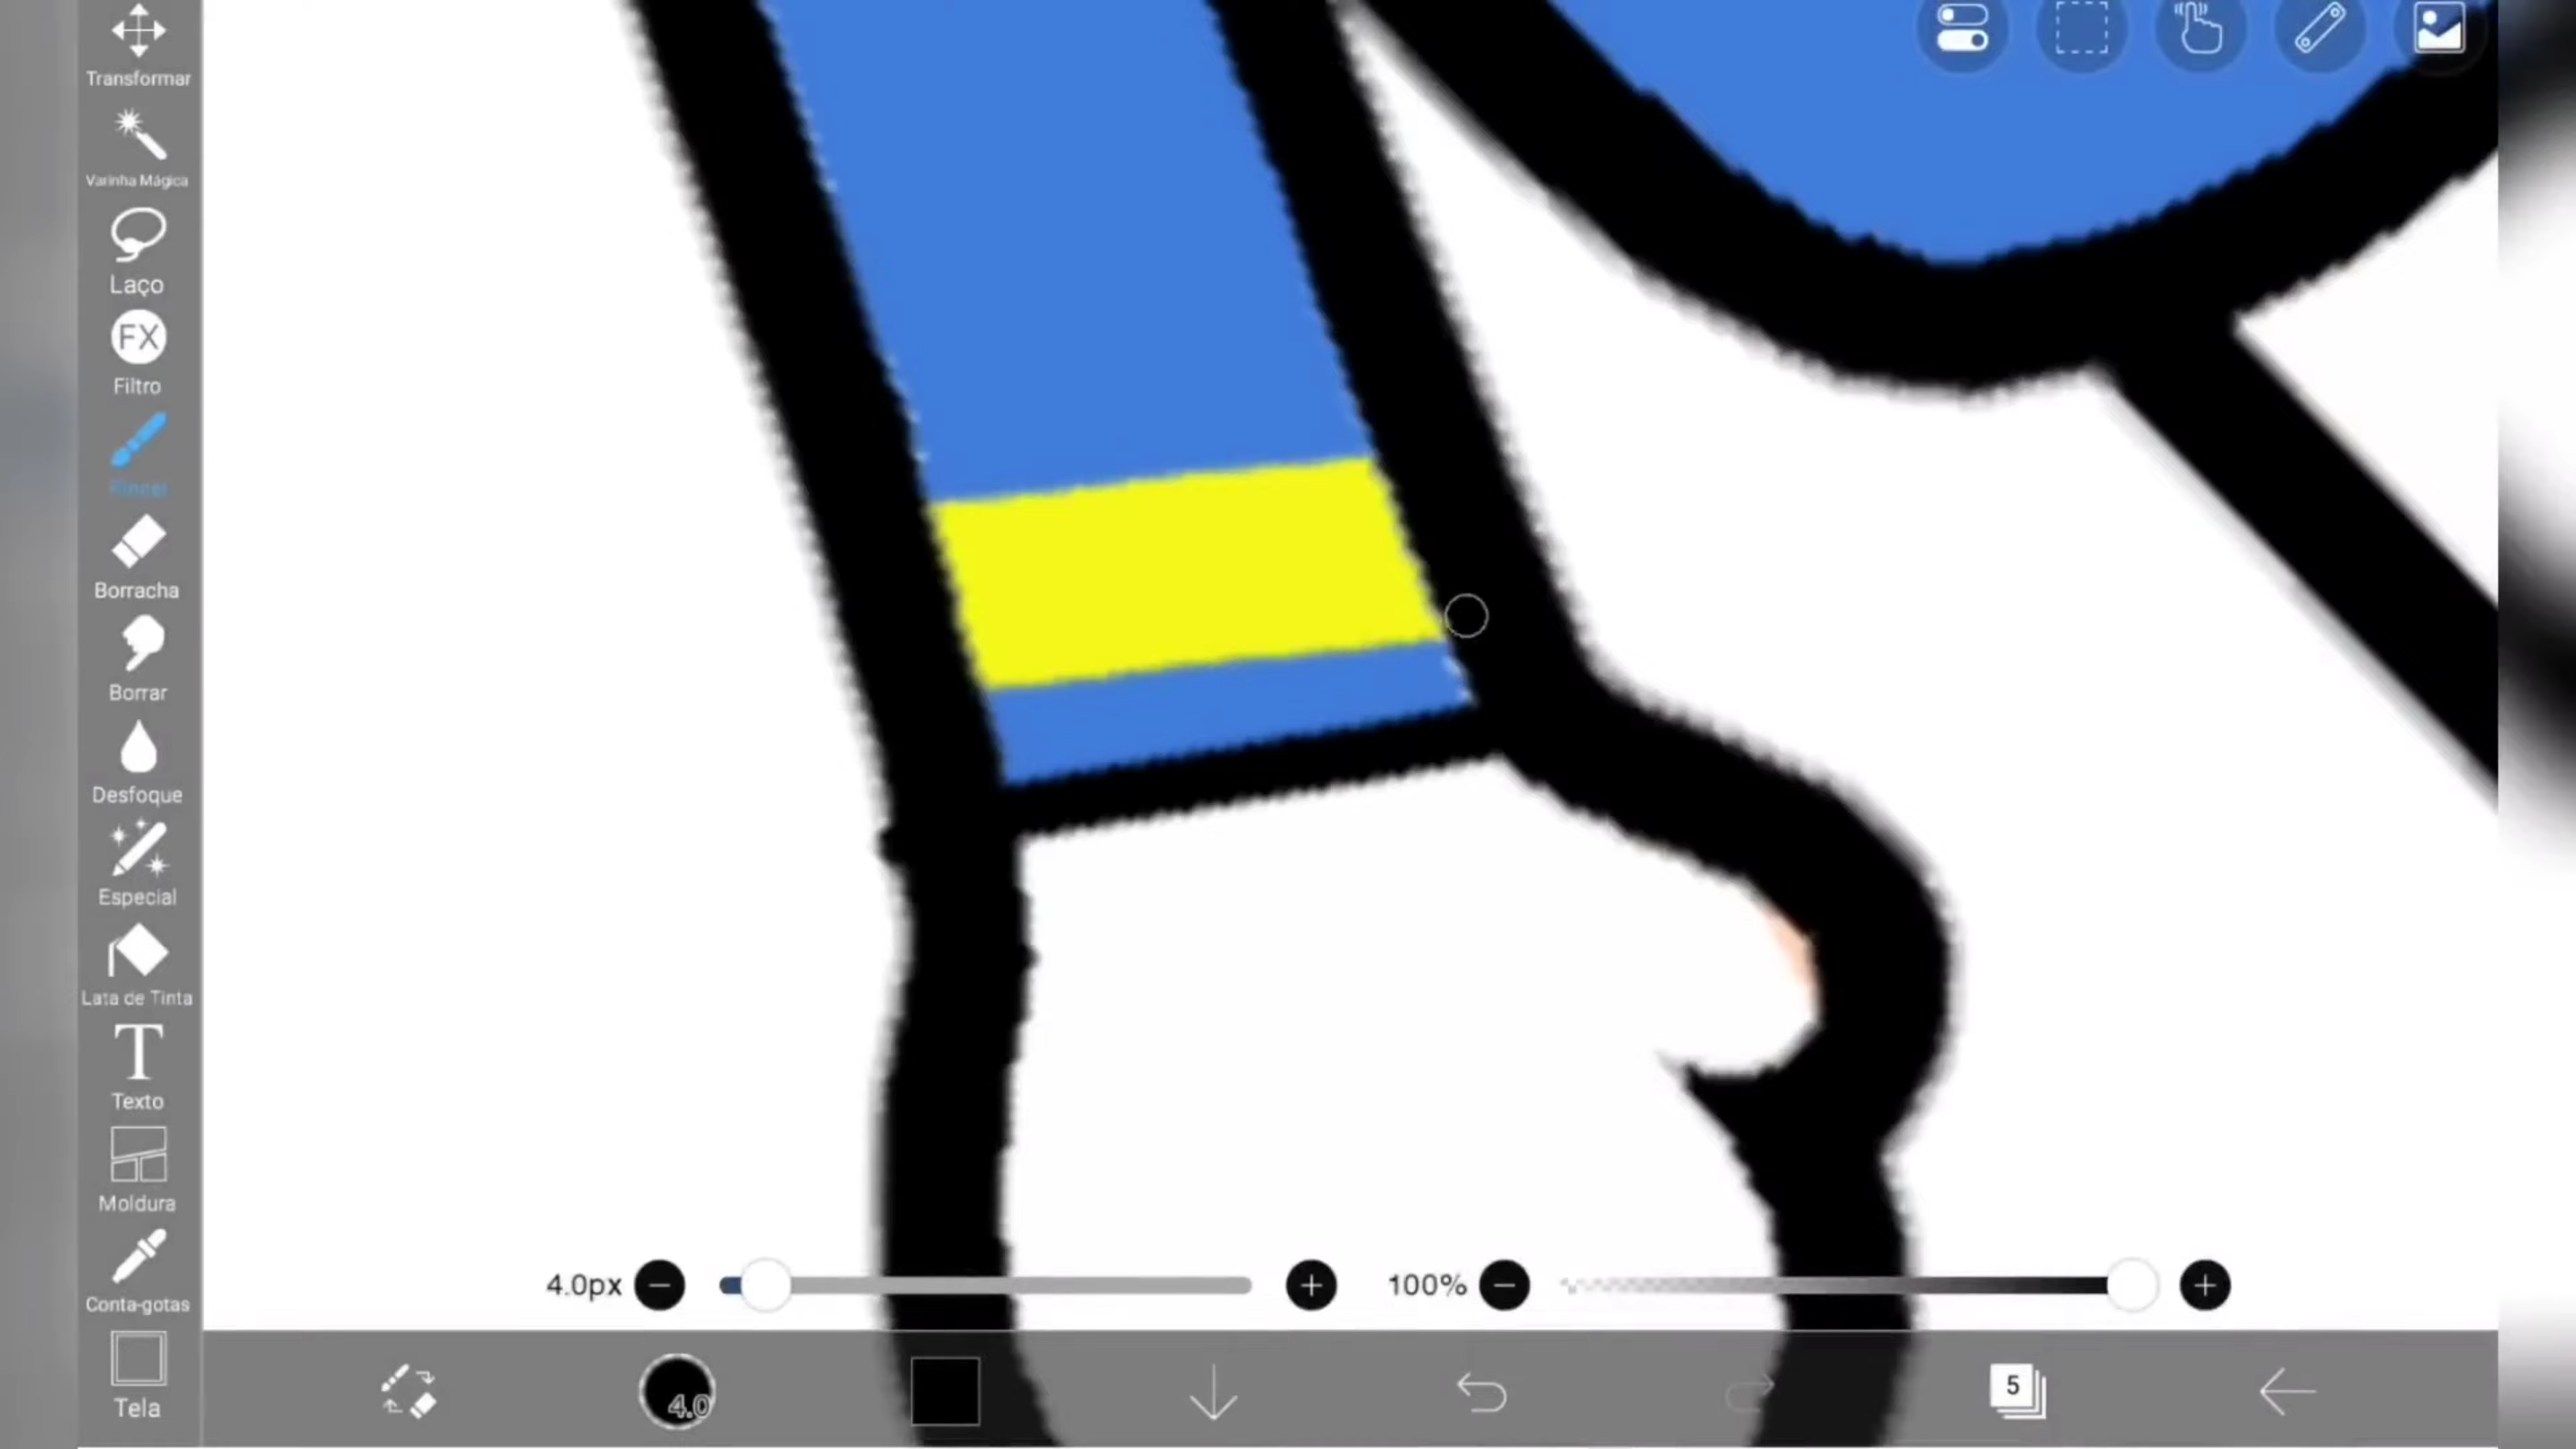 Transformar
Varinha Mágica
Laço
FX
Filtro
Pincel
Borracha
Borrar
Desfoque
Especial
Lata de Tinta
T
Texto
Moldura
Conta-gotas
Tela
4.0px
100%
4.0
5